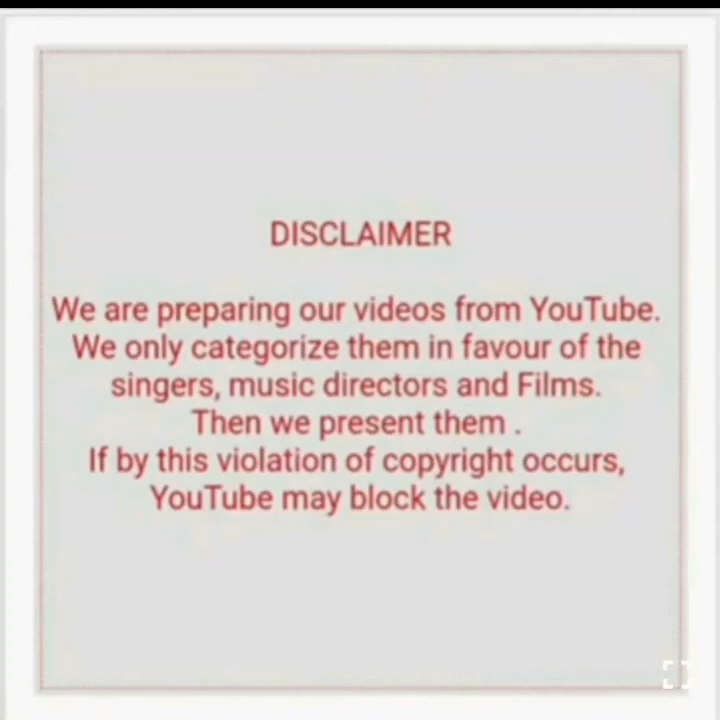 DISCLAIMER
We are preparing our videos from YouTube.
We only categorize them in favour of the
singers, music directors and Films.
Then we present them .
If by this violation of copyright occurs,
YouTube may block the video.